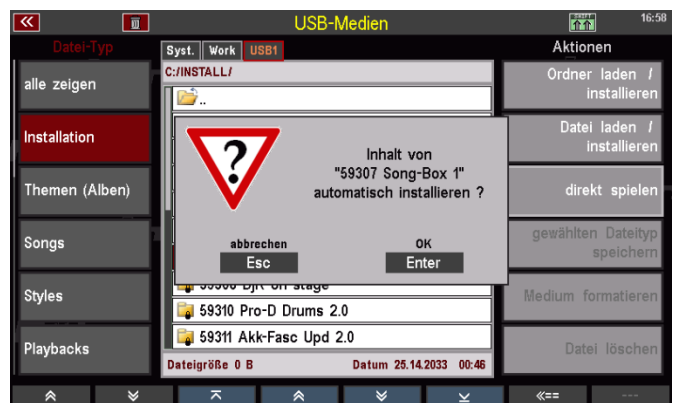 USB-Medien
16:58
Datei-Typ
Syst. Work USB1
Aktionen
C:/INSTALL/
..
alle zeigen
Installation
Themen (Alben)
Songs
Styles
Playbacks
Inhalt von
"59307 Song-Box 1"
automatisch installieren ?
abbrechen
OK
Esc
Enter
59310 Pro-D Drums 2.0
59311 Akk-Fasc Upd 2.0
Dateigröße 0 B
Datum 25.14.2033 00:46
Ordner laden /
installieren
Datei laden /
installieren
direkt spielen
gewählten Dateityp
speichern
Medium formatieren
Datei löschen
«==
---